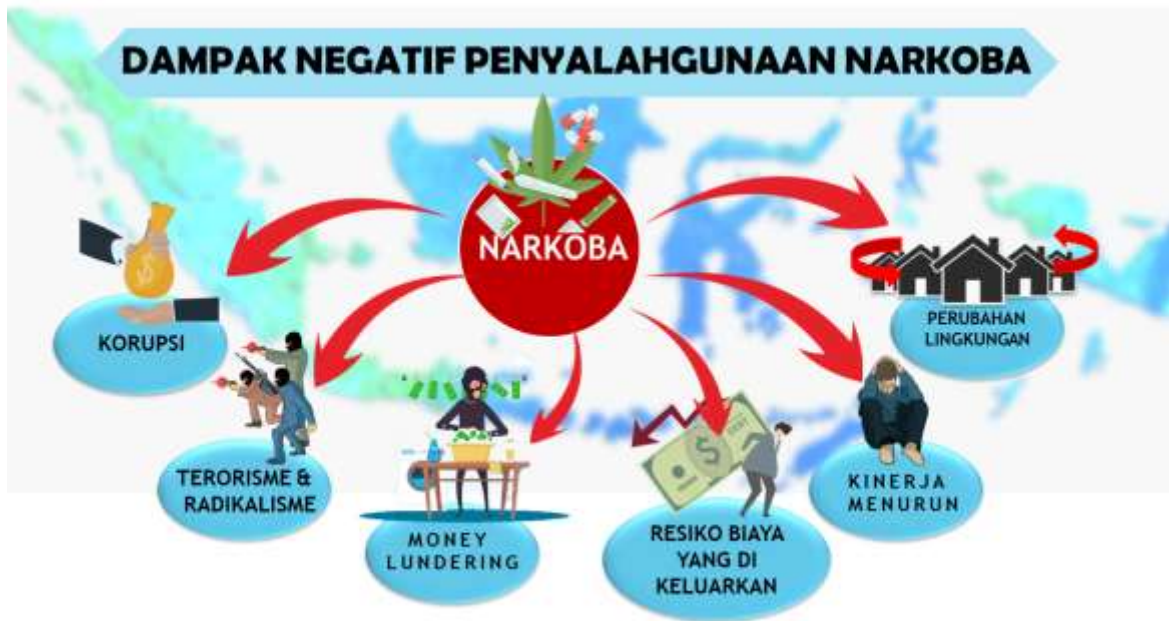 DAMPAK NEGATIF PENYALAHGUNAAN NARKOBA
NARKOBA
KORUPSI
TERORISME &
RADIKALISME
MONEY
LUNDERING
RESIKO BIAYA
YANG DI
KELUARKAN
KINERJA
MENURUN
PERUBAHAN
LINGKUNGAN